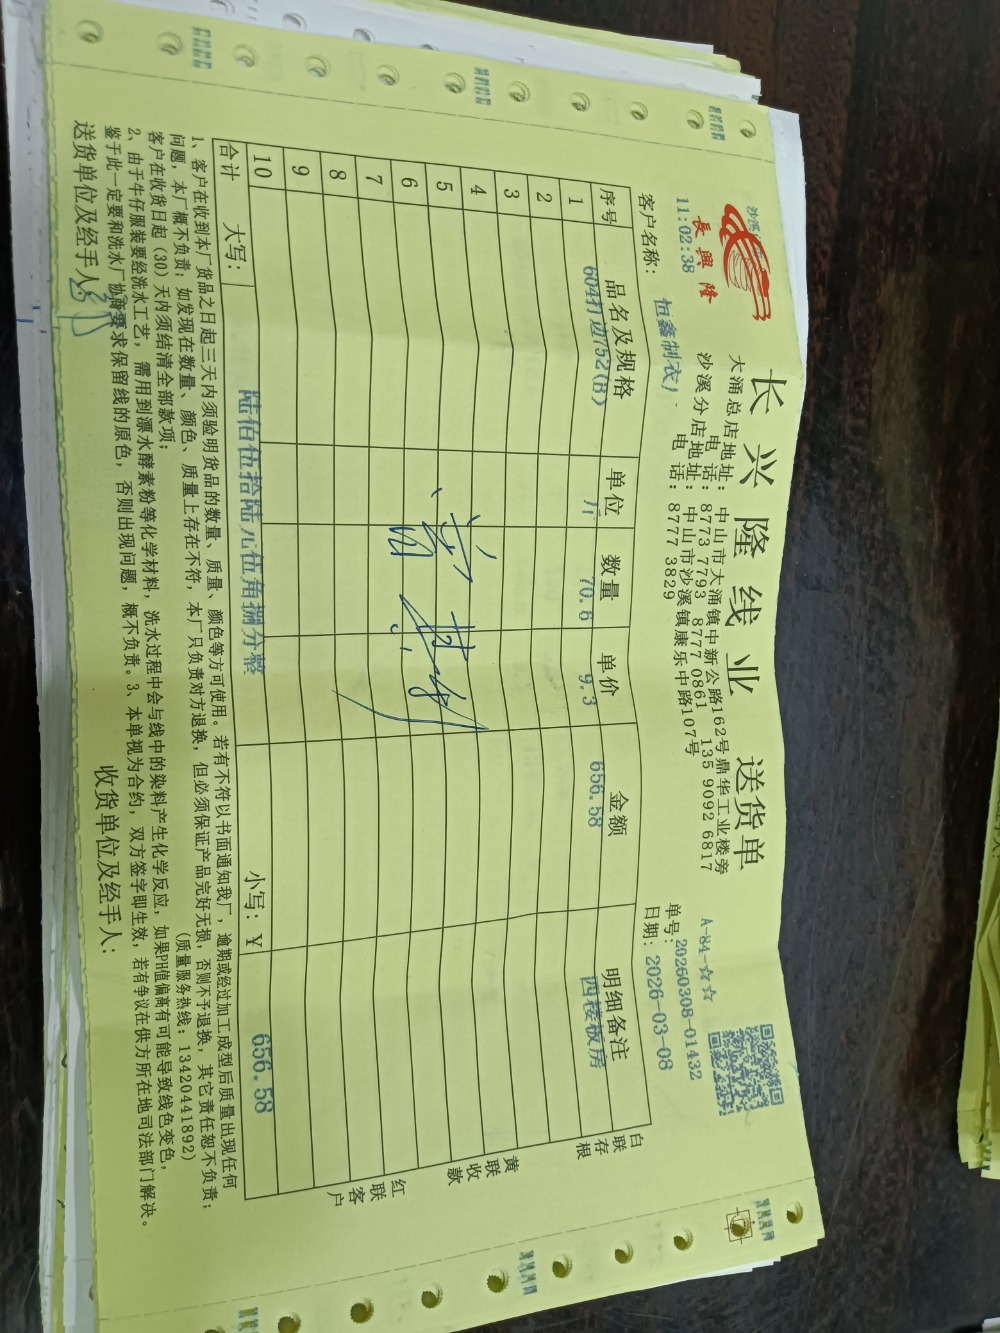 沙溪
長興隆
长兴隆线业 送货单
大涌总店地址：中山市大涌镇中新公路162号鼎华工业楼旁
电话：8773 7793 8777 0861 135 9092 6817
沙溪分店地址：中山市沙溪镇康乐中路107号
电话：8777 3829
A-84-☆☆
11:02:38
单号：20260308-01432
客户名称：恒鑫制衣厂
日期：2026-03-08
序号 品名及规格 单位 数量 单价 金额 明细备注
1 604打边752(B) 斤 70.6 9.3 656.58 四楼板房
2
3
4
5
6
7
8
9
10
合计 大写：陆佰伍拾陆元伍角捌分整 小写：￥ 656.58
白联存根
黄联收款
红联客户
1、客户在收到本厂货品之日起三天内须验明货品的数量、质量、颜色等方可使用。若有不符以书面通知我厂，逾期或经过加工成型后质量出现任何
问题，本厂概不负责；如发现在数量、颜色、质量上存在不符，本厂只负责对方退换，但必须保证产品完好无损，否则不予退换，其它责任恕不负责；
客户在收货日起（30）天内须结清全部款项； (质量服务热线：13420441892)
2、由于牛仔服装要经洗水工艺，需用到漂水酵素粉等化学材料，洗水过程中会与线中的染料产生化学反应，如果PH值偏高有可能导致线色变色，
鉴于此一定要和洗水厂协商要求保留线的原色，否则出现问题，概不负责。3、本单视为合约，双方签字即生效，若有争议在供方所在地司法部门解决。
送货单位及经手人： 收货单位及经手人：